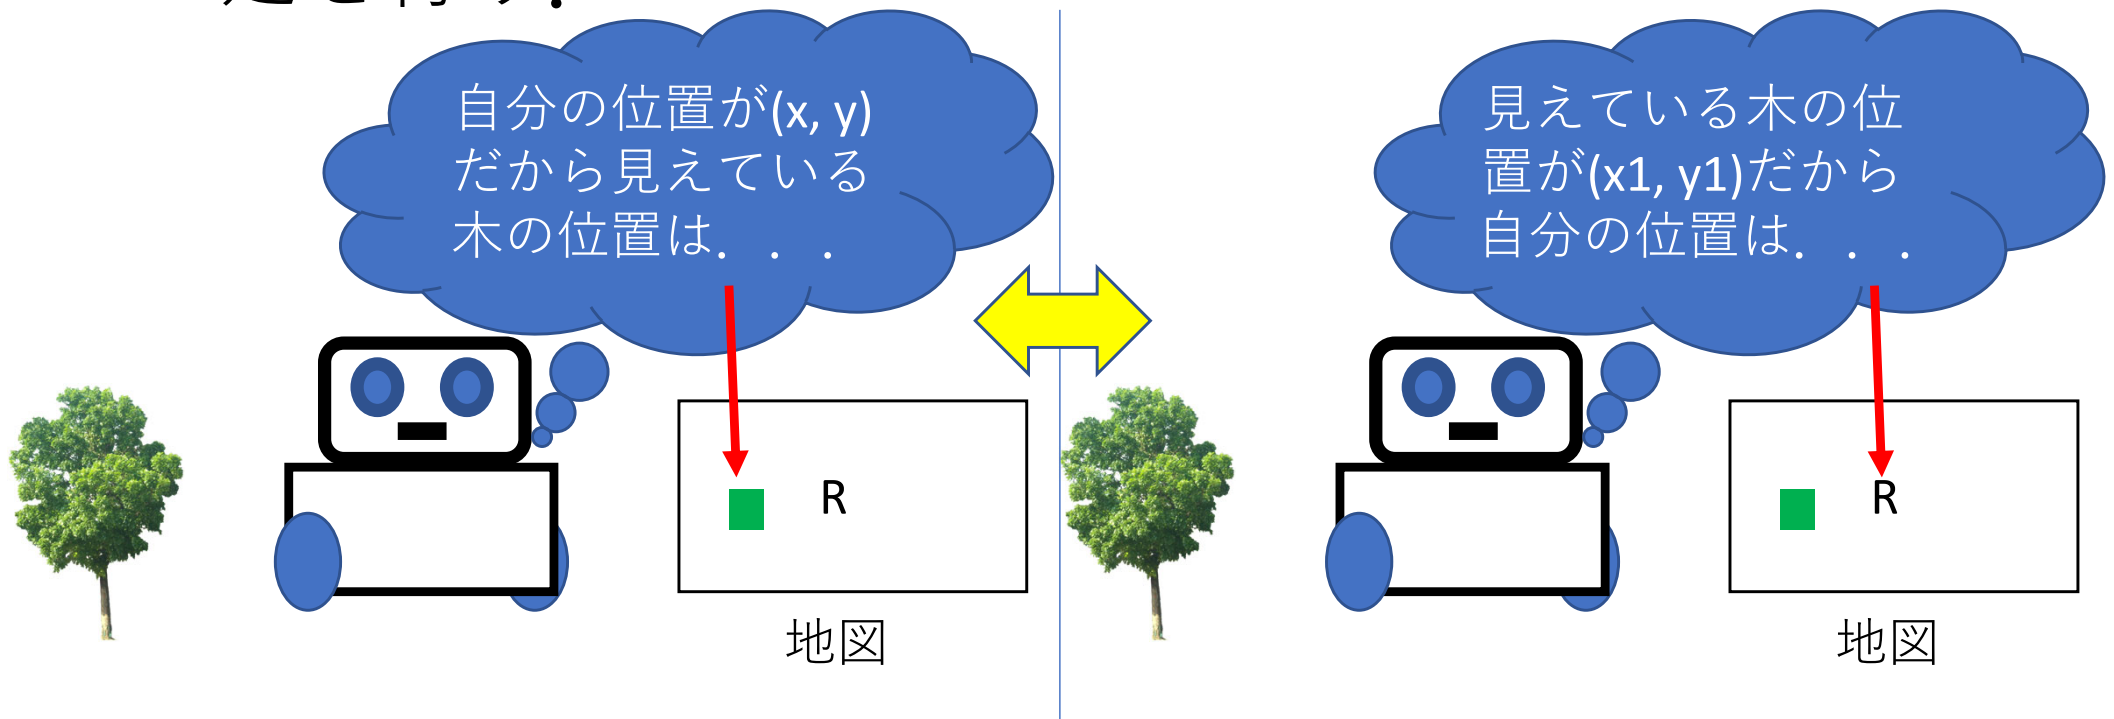 自分の位置が(x, y)
だから見えている
木の位置は．．．
R
地図
見えている木の位
置が(x1, y1)だから
自分の位置は．．．
R
地図